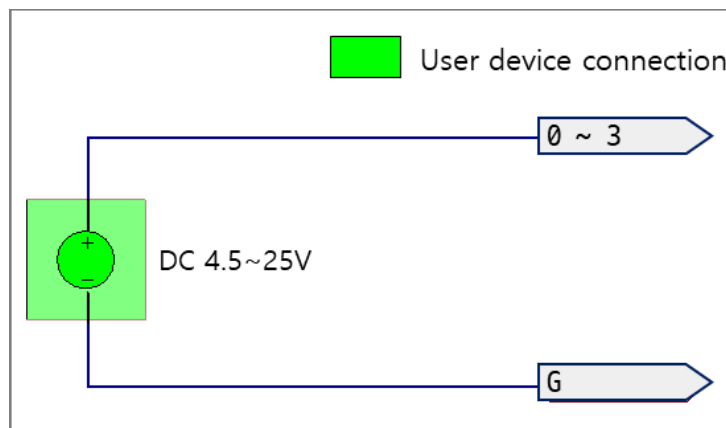 User device connection
0 ~ 3
+
DC 4.5~25V
−
G